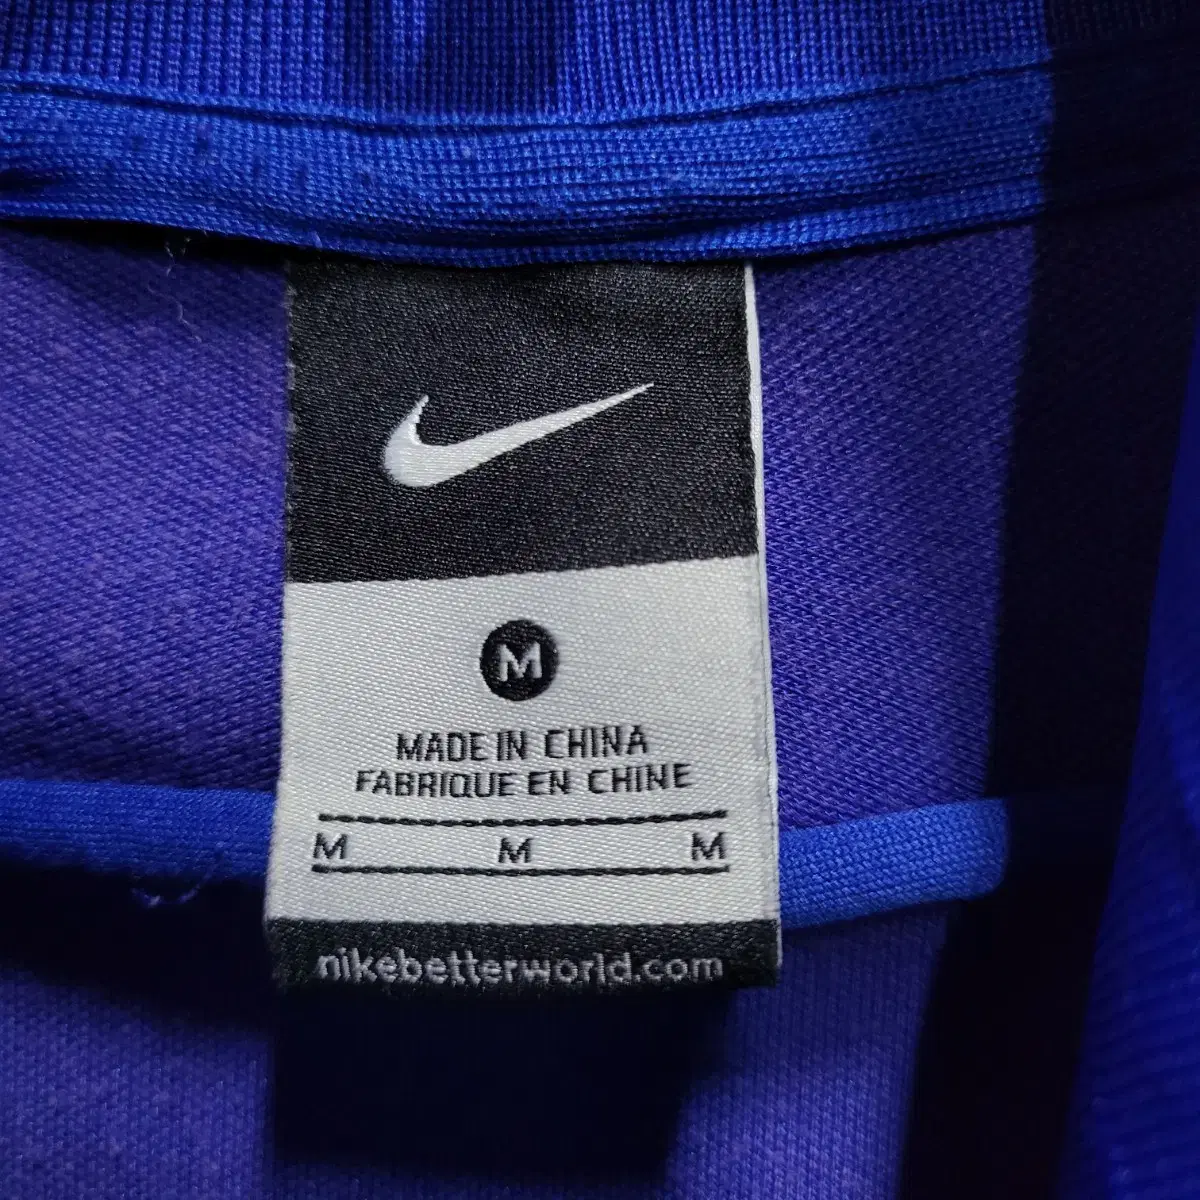 M
MADE IN CHINA
FABRIQUE EN CHINE
M M M
nikebetterworld.com